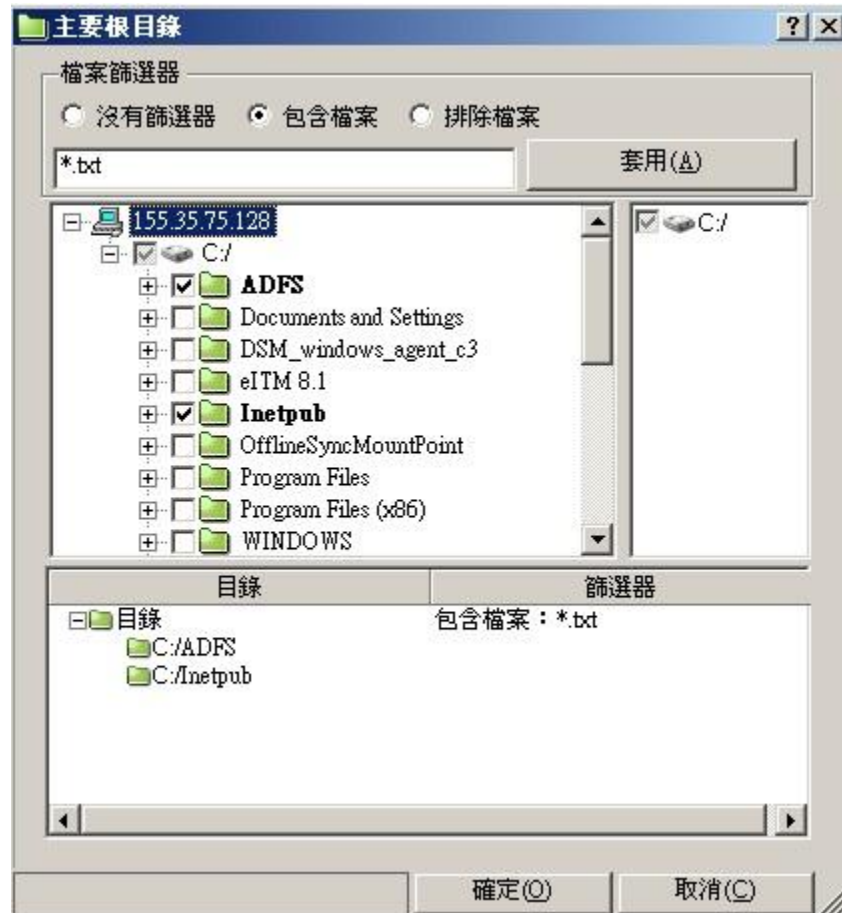 主要根目錄
檔案篩選器
沒有篩選器 包含檔案 排除檔案
*.txt 套用(A)
155.35.75.128 C:/
C:/
ADFS
Documents and Settings
DSM_windows_agent_c3
eITM 8.1
Inetpub
OfflineSyncMountPoint
Program Files
Program Files (x86)
WINDOWS
目錄 篩選器
目錄 包含檔案：*.txt
C:/ADFS
C:/Inetpub
確定(O) 取消(C)